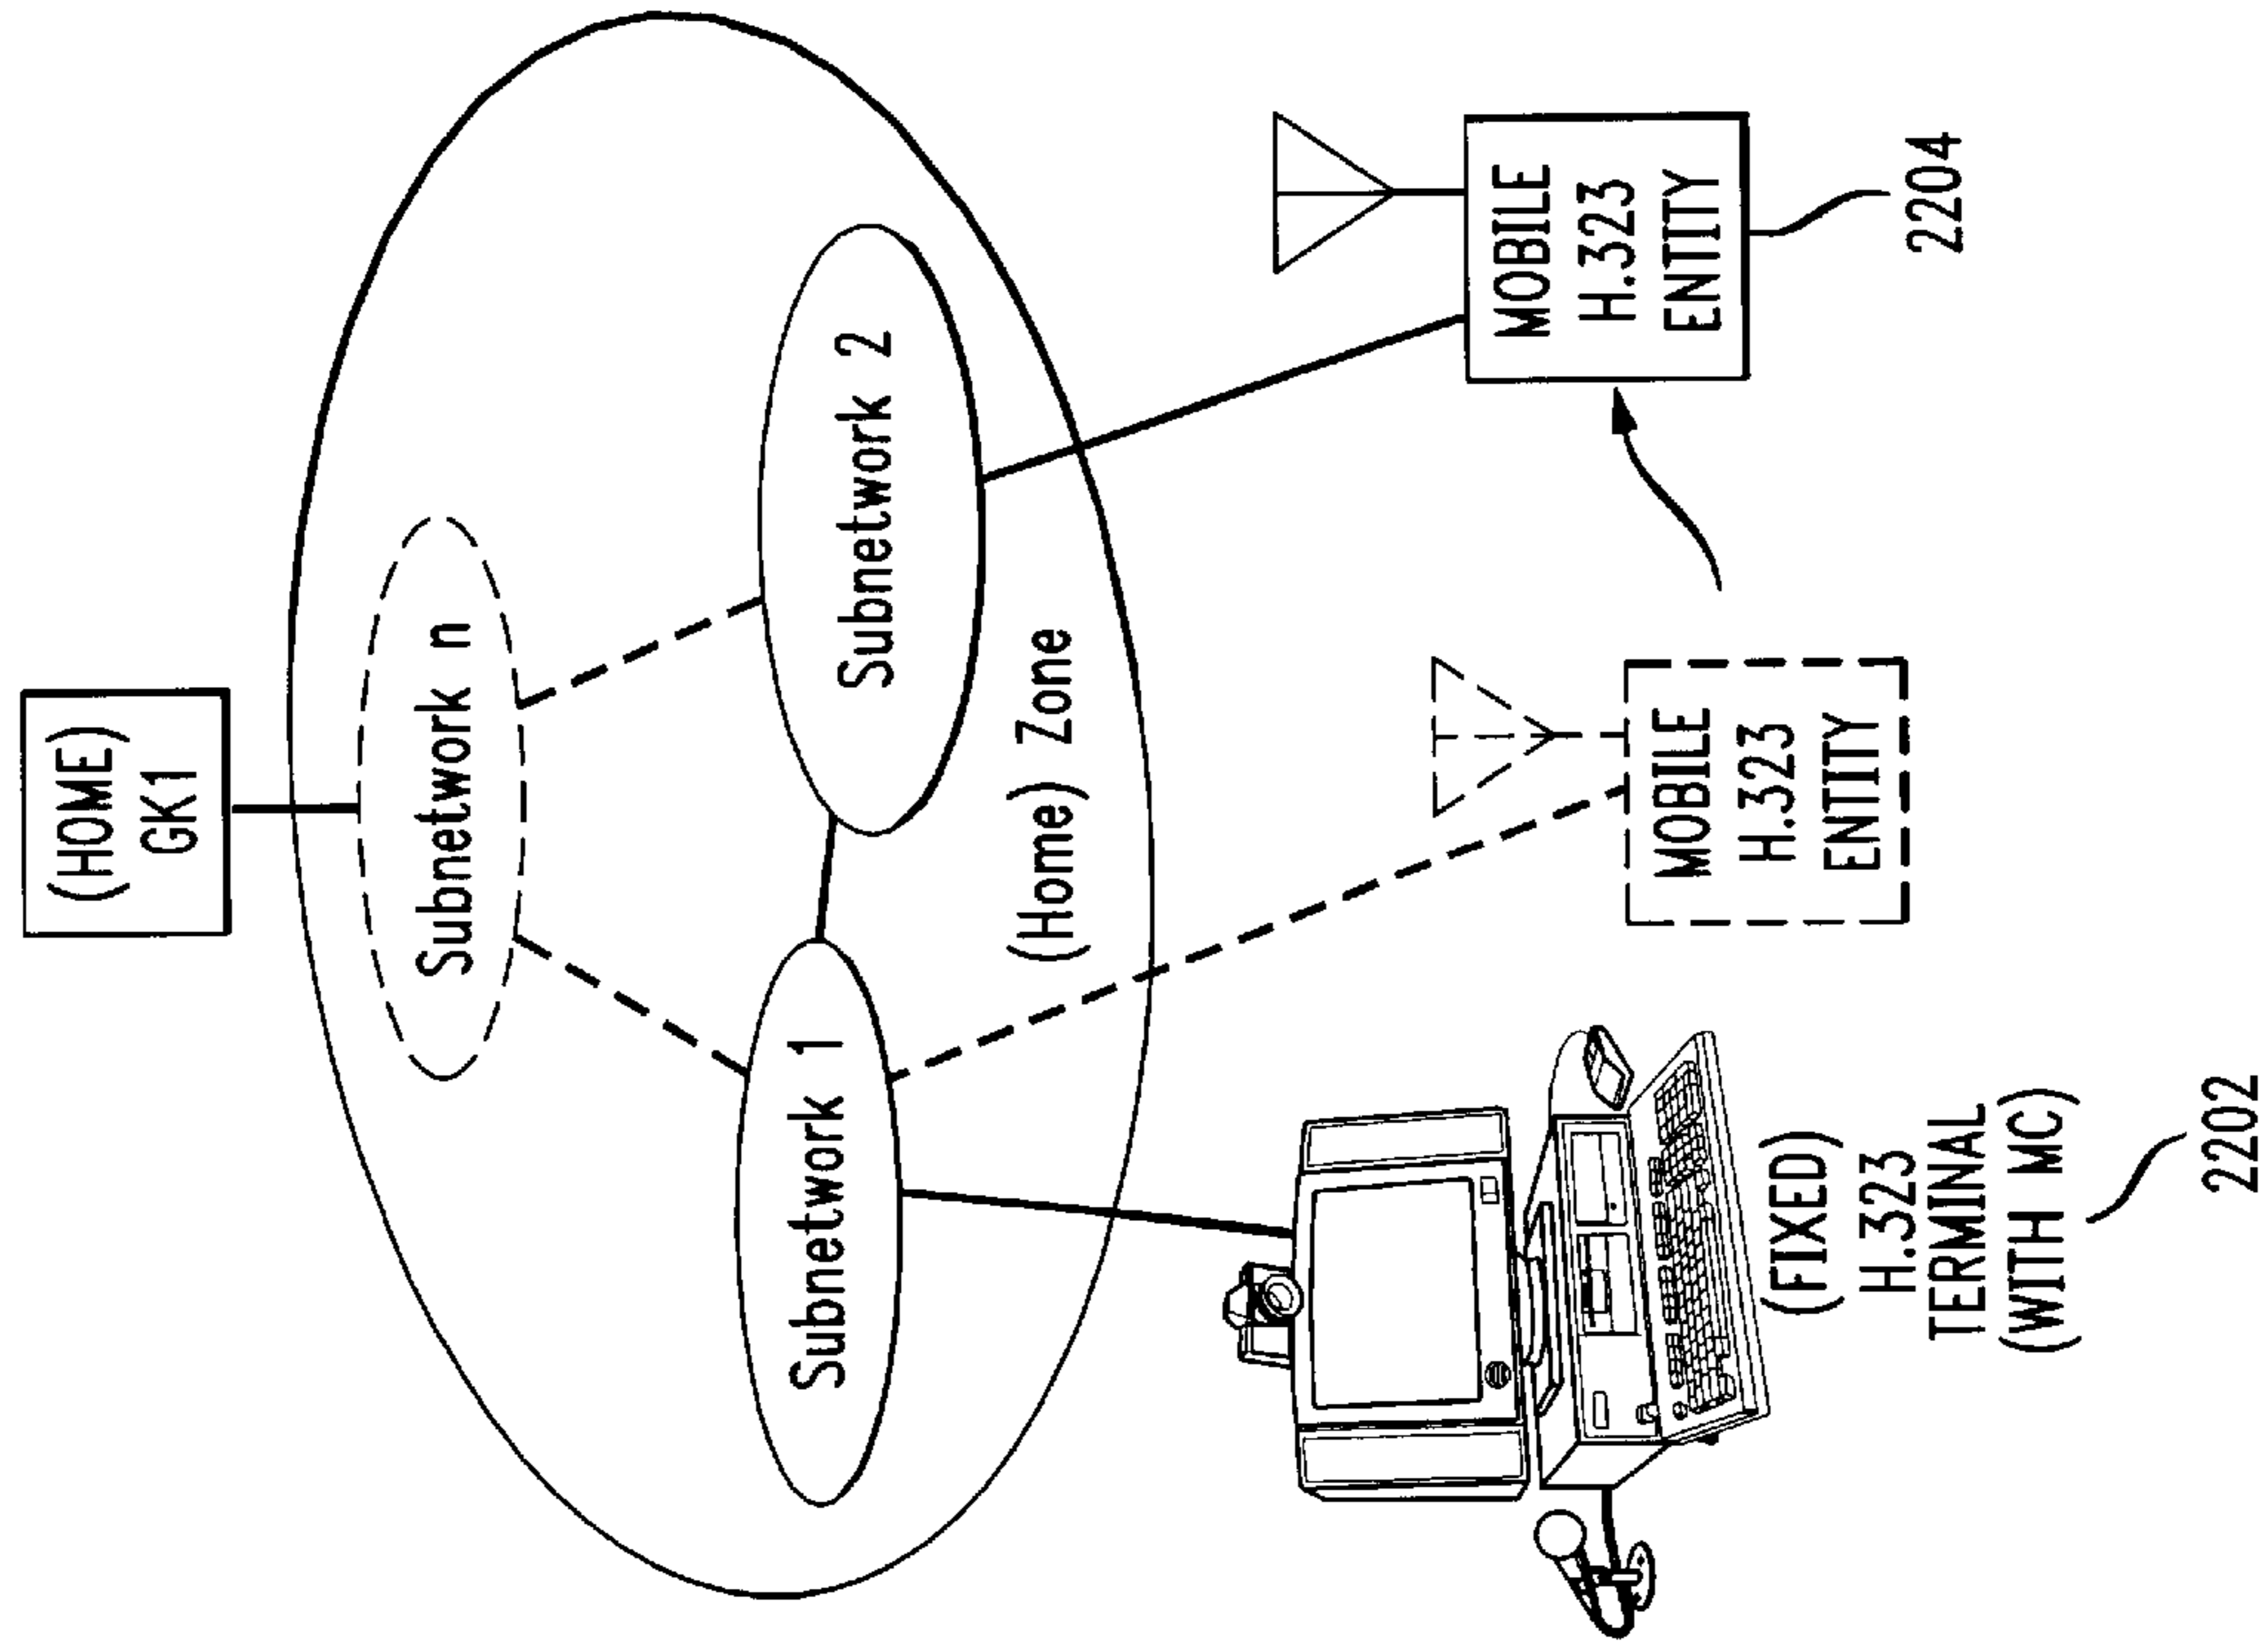 (HOME)
GK1
Subnetwork n
Subnetwork 1
Subnetwork 2
(Home) Zone
(FIXED)
H.323
TERMINAL
(WITH MC)
2202
MOBILE
H.323
ENTITY
MOBILE
H.323
ENTITY
2204